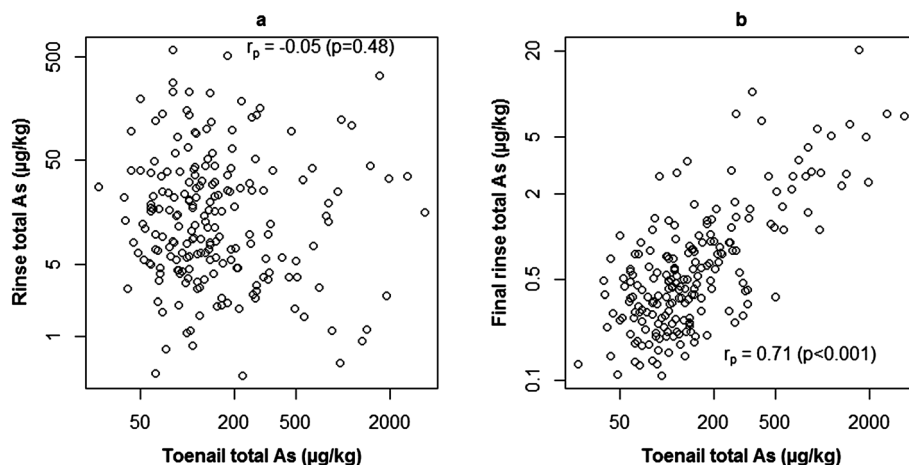 a
r_p = -0.05 (p=0.48)
Rinse total As (µg/kg)
500
50
5
1
50
200
500
2000
Toenail total As (µg/kg)
b
r_p = 0.71 (p<0.001)
Final rinse total As (µg/kg)
20
5
2
0.5
0.1
50
200
500
2000
Toenail total As (µg/kg)